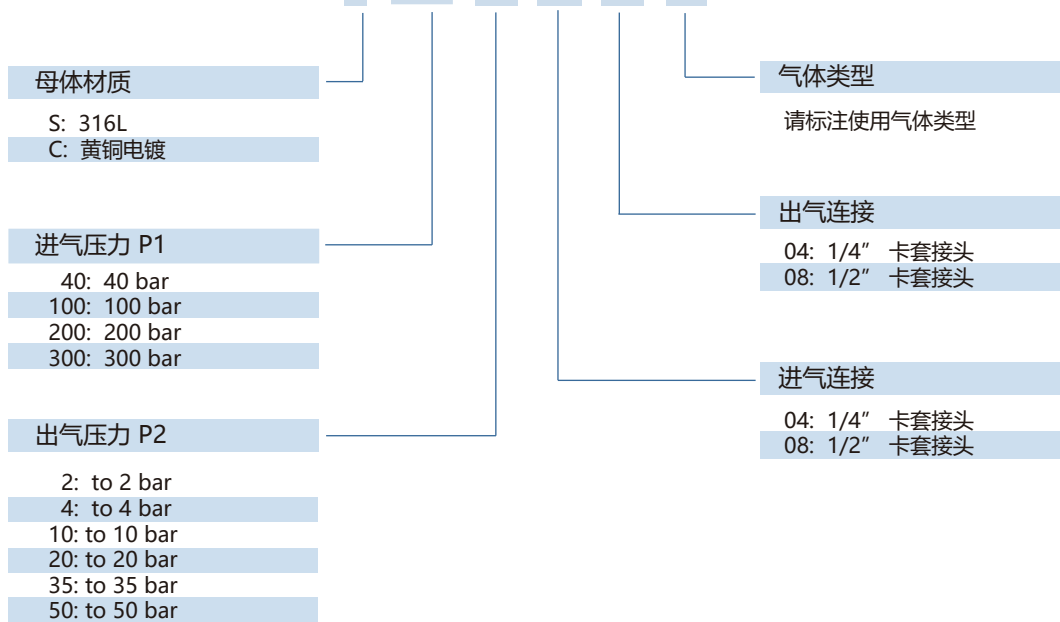 母体材质
S: 316L
C: 黄铜电镀
进气压力 P1
40: 40 bar
100: 100 bar
200: 200 bar
300: 300 bar
出气压力 P2
2: to 2 bar
4: to 4 bar
10: to 10 bar
20: to 20 bar
35: to 35 bar
50: to 50 bar
气体类型
请标注使用气体类型
出气连接
04: 1/4″ 卡套接头
08: 1/2″ 卡套接头
进气连接
04: 1/4″ 卡套接头
08: 1/2″ 卡套接头